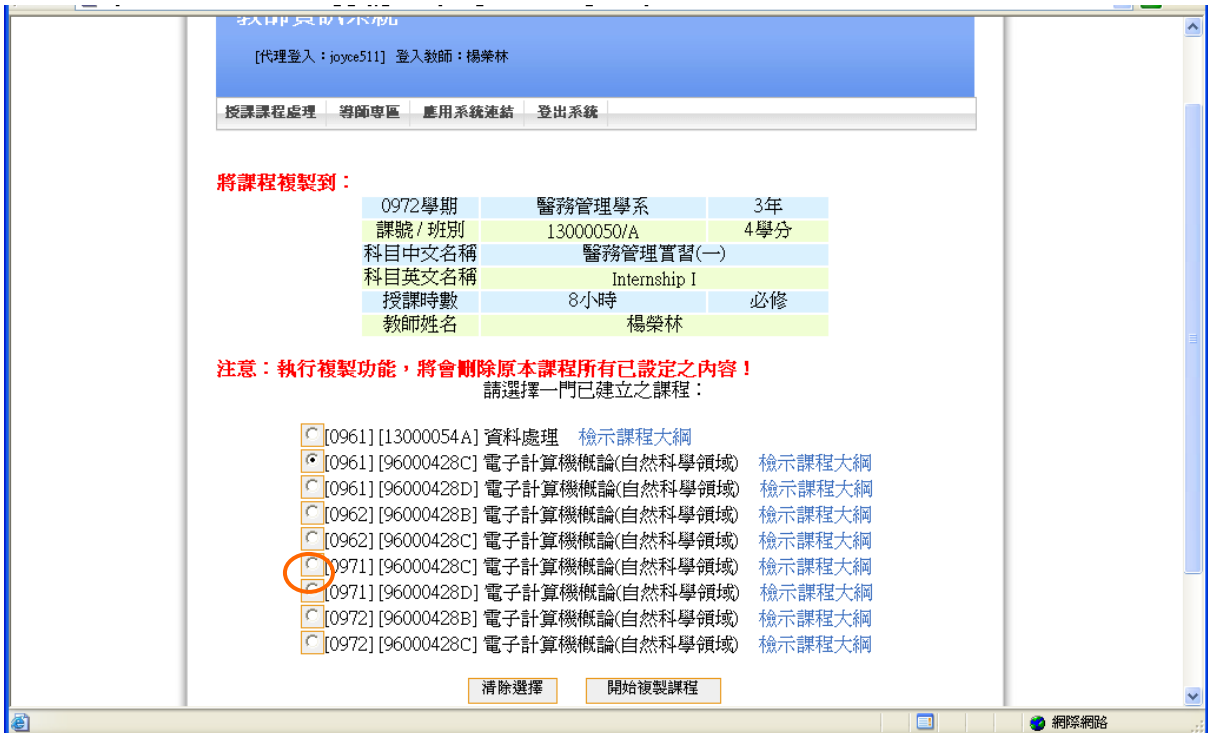 教師資訊系統
[代理登入：joyce511] 登入教師：楊榮林
授課課程處理 導師專區 應用系統連結 登出系統
將課程複製到：
0972學期 醫務管理學系 3年
課號 / 班別 13000050/A 4學分
科目中文名稱 醫務管理實習(一)
科目英文名稱 Internship I
授課時數 8小時 必修
教師姓名 楊榮林
注意：執行複製功能，將會刪除原本課程所有已設定之內容！
請選擇一門已建立之課程：
[0961] [13000054A] 資料處理 檢示課程大綱
[0961] [96000428C] 電子計算機概論(自然科學領域) 檢示課程大綱
[0961] [96000428D] 電子計算機概論(自然科學領域) 檢示課程大綱
[0962] [96000428B] 電子計算機概論(自然科學領域) 檢示課程大綱
[0962] [96000428C] 電子計算機概論(自然科學領域) 檢示課程大綱
[0971] [96000428C] 電子計算機概論(自然科學領域) 檢示課程大綱
[0971] [96000428D] 電子計算機概論(自然科學領域) 檢示課程大綱
[0972] [96000428B] 電子計算機概論(自然科學領域) 檢示課程大綱
[0972] [96000428C] 電子計算機概論(自然科學領域) 檢示課程大綱
清除選擇 開始複製課程
網際網路